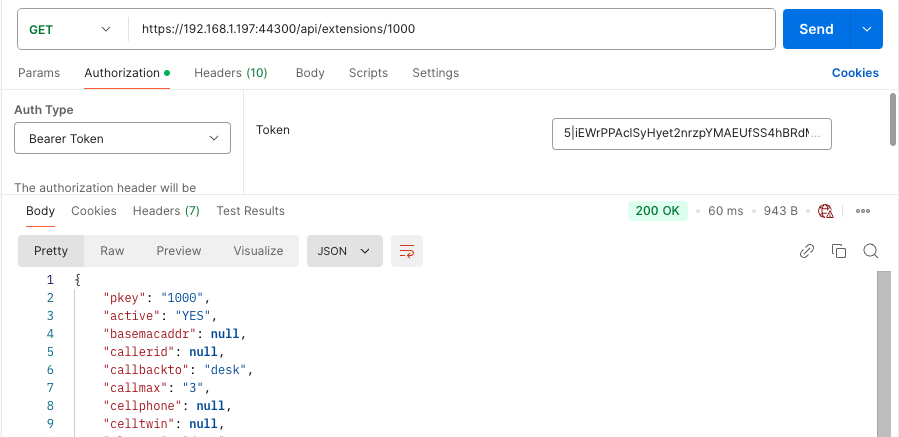 GET https://192.168.1.197:44300/api/extensions/1000 Send
Params Authorization Headers (10) Body Scripts Settings Cookies
Auth Type
Bearer Token
Token
The authorization header will be
Body Cookies Headers (7) Test Results 200 OK 60 ms 943 B
Pretty Raw Preview Visualize JSON
1 {
2 "pkey": "1000",
3 "active": "YES",
4 "basemacaddr": null,
5 "callerid": null,
6 "callbackto": "desk",
7 "callmax": "3",
8 "cellphone": null,
9 "celltwin": null,